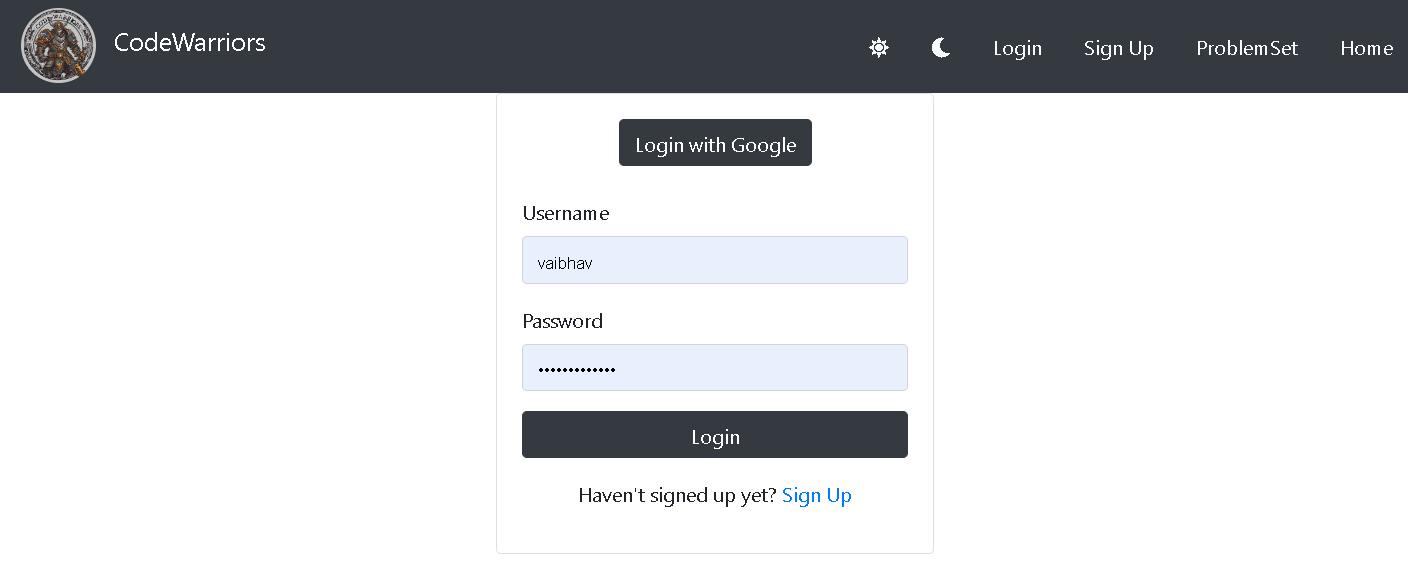 CodeWarriors
Login
Sign Up
ProblemSet
Home
Login with Google
Username
vaibhav
Password
•••••••••••••
Login
Haven't signed up yet? Sign Up